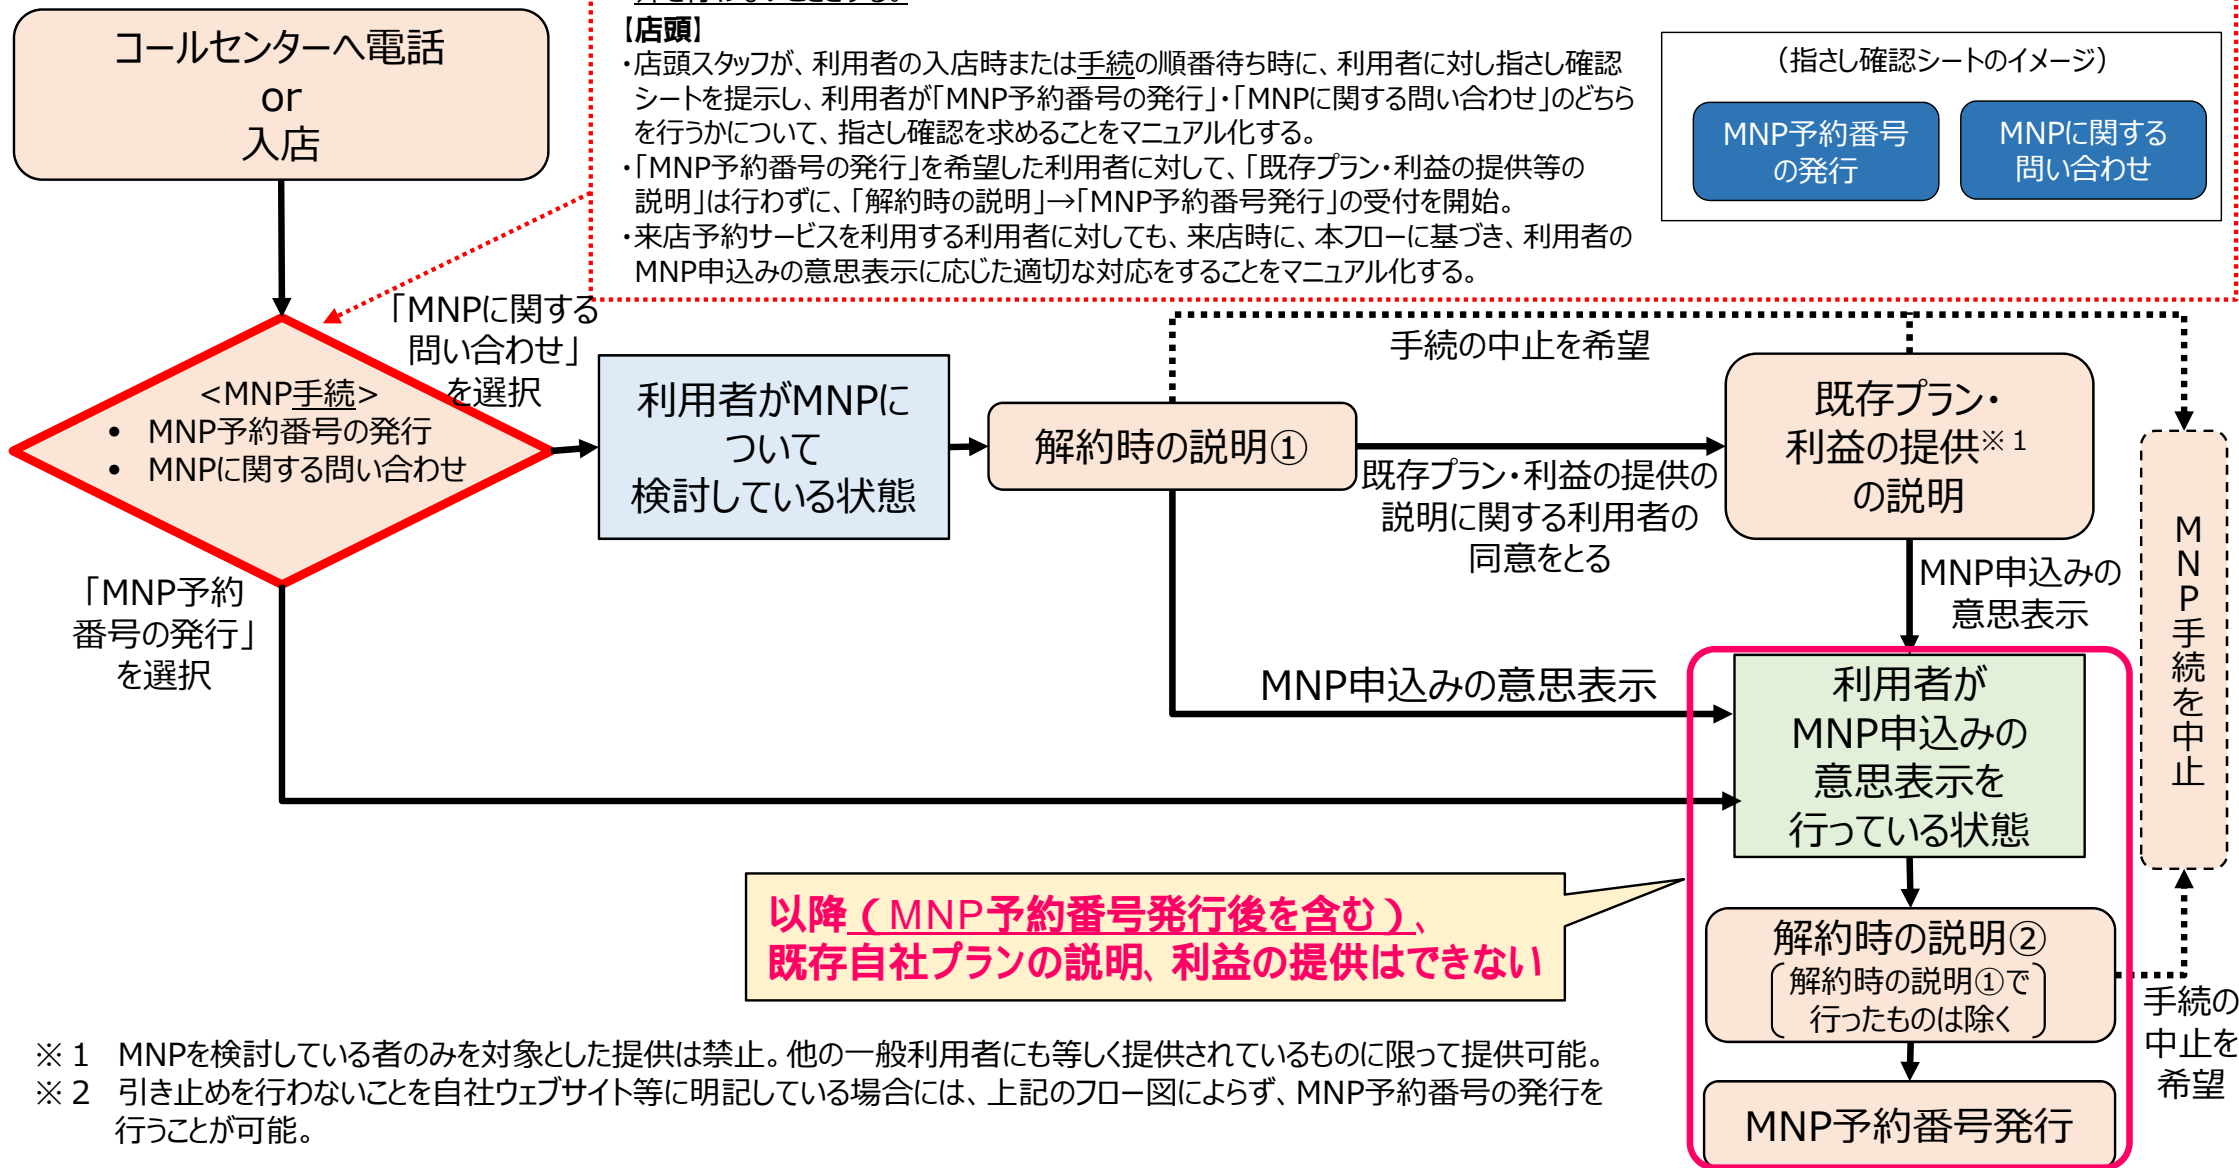 コールセンターへ電話
or
入店
【店頭】
・店頭スタッフが、利用者の入店時または手続の順番待ち時に、利用者に対し指さし確認
シートを提示し、利用者が「MNP予約番号の発行」・「MNPに関する問い合わせ」のどちら
を行うかについて、指さし確認を求めることをマニュアル化する。
・「MNP予約番号の発行」を希望した利用者に対して、「既存プラン・利益の提供等の
説明」は行わずに、「解約時の説明」→「MNP予約番号発行」の受付を開始。
・来店予約サービスを利用する利用者に対しても、来店時に、本フローに基づき、利用者の
MNP申込みの意思表示に応じた適切な対応をすることをマニュアル化する。
（指さし確認シートのイメージ）
MNP予約番号
の発行
MNPに関する
問い合わせ
「MNPに関する
問い合わせ」
を選択
<MNP手続>
• MNP予約番号の発行
• MNPに関する問い合わせ
利用者がMNPに
ついて
検討している状態
解約時の説明①
手続の中止を希望
既存プラン・利益の提供の
説明に関する利用者の
同意をとる
既存プラン・
利益の提供※１
の説明
MNP手続を中止
「MNP予約
番号の発行」
を選択
MNP申込みの
意思表示
MNP申込みの意思表示
利用者が
MNP申込みの
意思表示を
行っている状態
以降（MNP予約番号発行後を含む）、
既存自社プランの説明、利益の提供はできない
解約時の説明②
解約時の説明①で
行ったものは除く
手続の
中止を
希望
MNP予約番号発行
※１　MNPを検討している者のみを対象とした提供は禁止。他の一般利用者にも等しく提供されているものに限って提供可能。
※２　引き止めを行わないことを自社ウェブサイト等に明記している場合には、上記のフロー図によらず、MNP予約番号の発行を
行うことが可能。